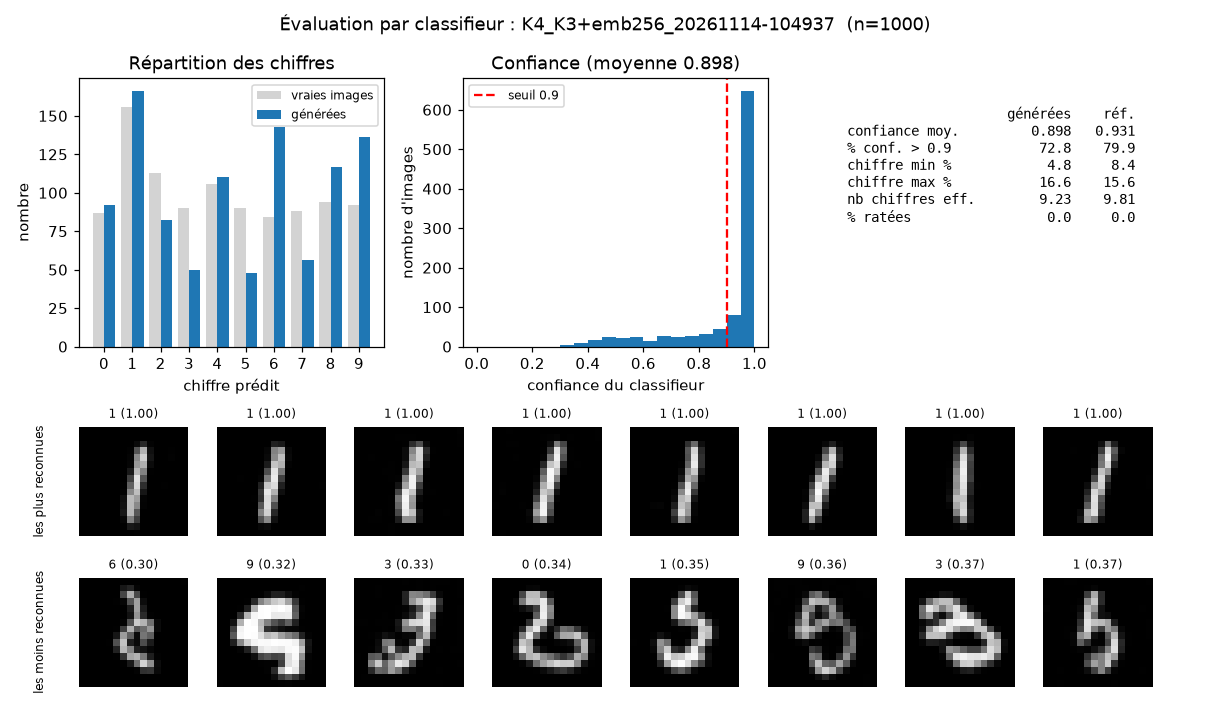 Évaluation par classifieur : K4_K3+emb256_20261114-104937 (n=1000)
Répartition des chiffres
vraies images
générées
150
125
100
75
50
25
0
nombre
0 1 2 3 4 5 6 7 8 9
chiffre prédit
Confiance (moyenne 0.898)
seuil 0.9
600
500
400
300
200
100
0
nombre d'images
0.0 0.2 0.4 0.6 0.8 1.0
confiance du classifieur
générées réf.
confiance moy. 0.898 0.931
% conf. > 0.9 72.8 79.9
chiffre min % 4.8 8.4
chiffre max % 16.6 15.6
nb chiffres eff. 9.23 9.81
% ratées 0.0 0.0
les plus reconnues
1 (1.00) 1 (1.00) 1 (1.00) 1 (1.00) 1 (1.00) 1 (1.00) 1 (1.00) 1 (1.00)
les moins reconnues
6 (0.30) 9 (0.32) 3 (0.33) 0 (0.34) 1 (0.35) 9 (0.36) 3 (0.37) 1 (0.37)